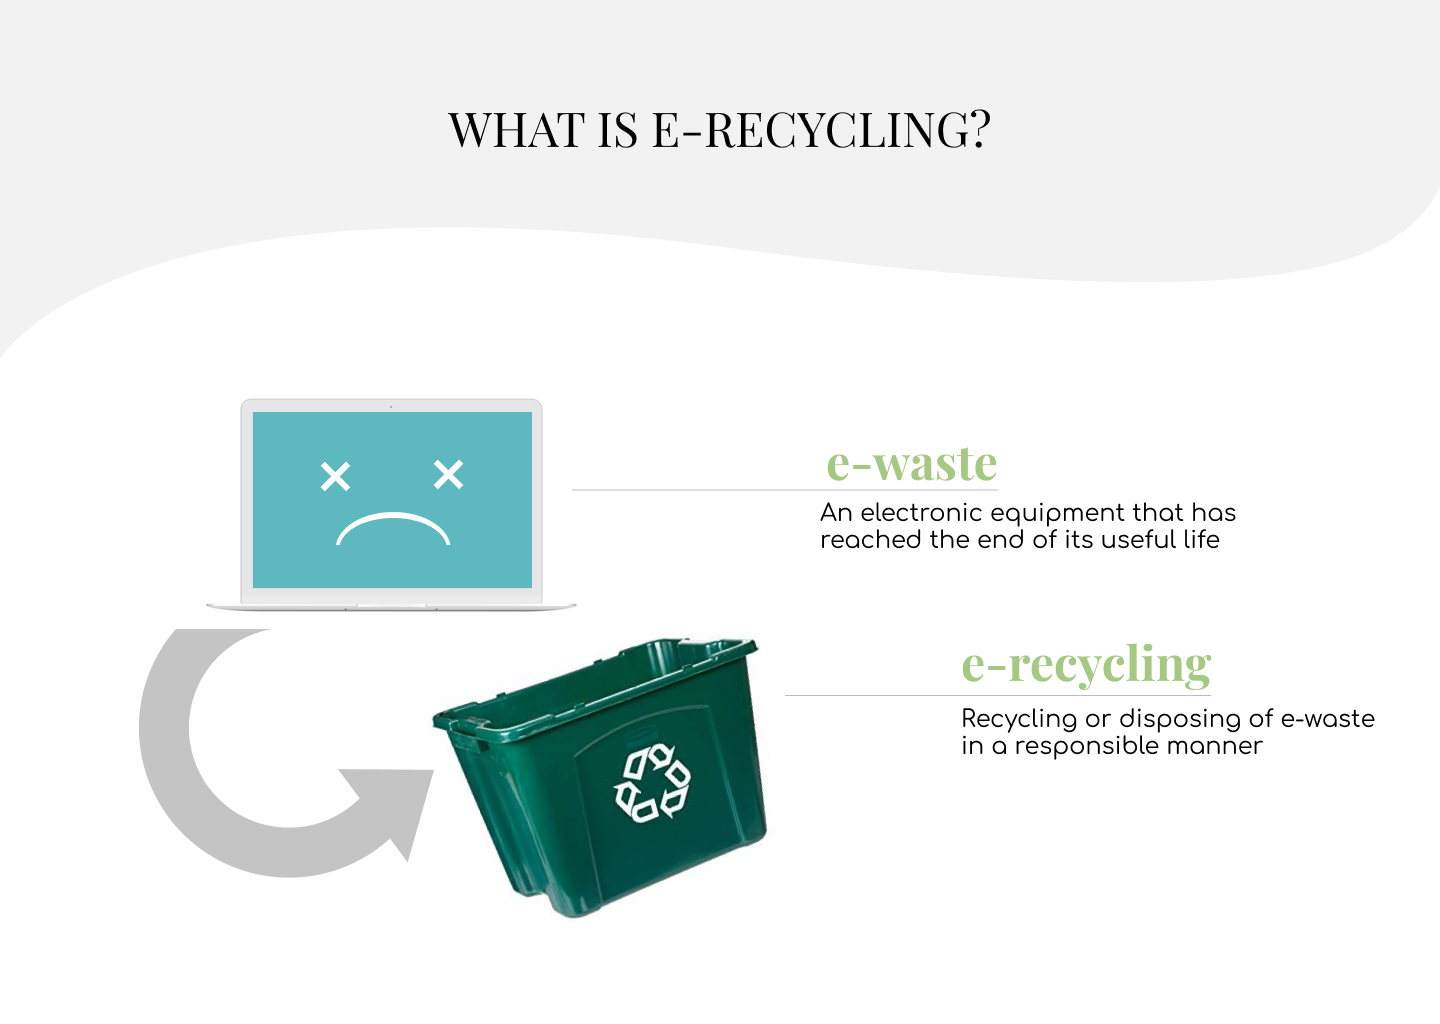 WHAT IS E-RECYCLING?
e-waste
An electronic equipment that has
reached the end of its useful life
e-recycling
Recycling or disposing of e-waste
in a responsible manner